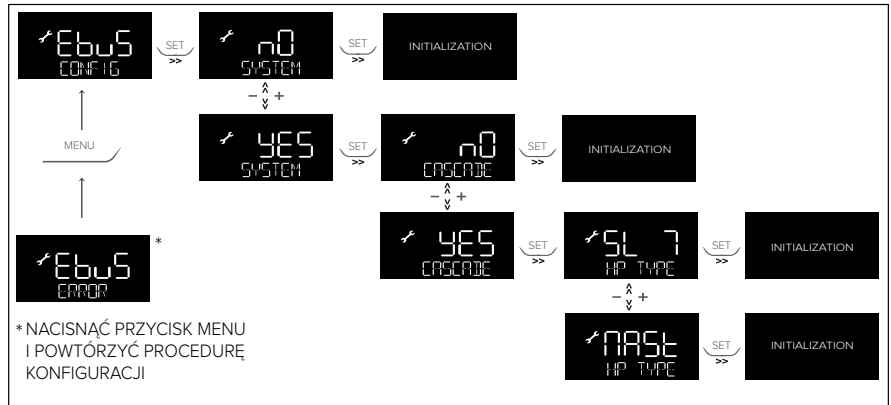 EbuS
CONFIG
SET
>>
nO
SYSTEM
SET
>>
INITIALIZATION
− +
MENU
YES
SYSTEM
SET
>>
nO
CASCADE
SET
>>
INITIALIZATION
− +
EbuS
ERROR
*
YES
CASCADE
SET
>>
SL 7
HP TYPE
SET
>>
INITIALIZATION
− +
MASt
HP TYPE
SET
>>
INITIALIZATION
* NACISNĄĆ PRZYCISK MENU
I POWTÓRZYĆ PROCEDURĘ
KONFIGURACJI